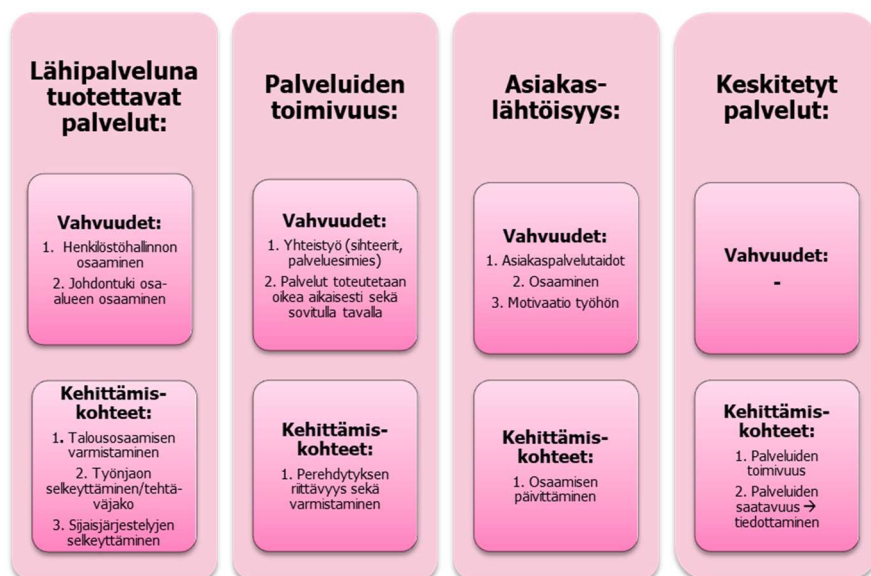 Lähipalveluna
tuotettavat
palvelut:
Vahvuudet:
1. Henkilöstöhallinnon
osaaminen
2. Johdontuki osa-
alueen osaaminen
Kehittämis-
kohteet:
1. Talousosaamisen
varmistaminen
2. Työnjaon
selkeyttäminen/tehtä-
väjako
3. Sijaisjärjestelyjen
selkeyttäminen
Palveluiden
toimivuus:
Vahvuudet:
1. Yhteistyö (sihteerit,
palveluesimies)
2. Palvelut toteutetaan
oikea aikaisesti sekä
sovitulla tavalla
Kehittämis-
kohteet:
1. Perehdytyksen
riittävyys sekä
varmistaminen
Asiakas-
lähtöisyys:
Vahvuudet:
1. Asiakaspalvelutaidot
2. Osaaminen
3. Motivaatio työhön
Kehittämis-
kohteet:
1. Osaamisen
päivittäminen
Keskitetyt
palvelut:
Vahvuudet:
-
Kehittämis-
kohteet:
1. Palveluiden
toimivuus
2. Palveluiden
saatavuus →
tiedottaminen